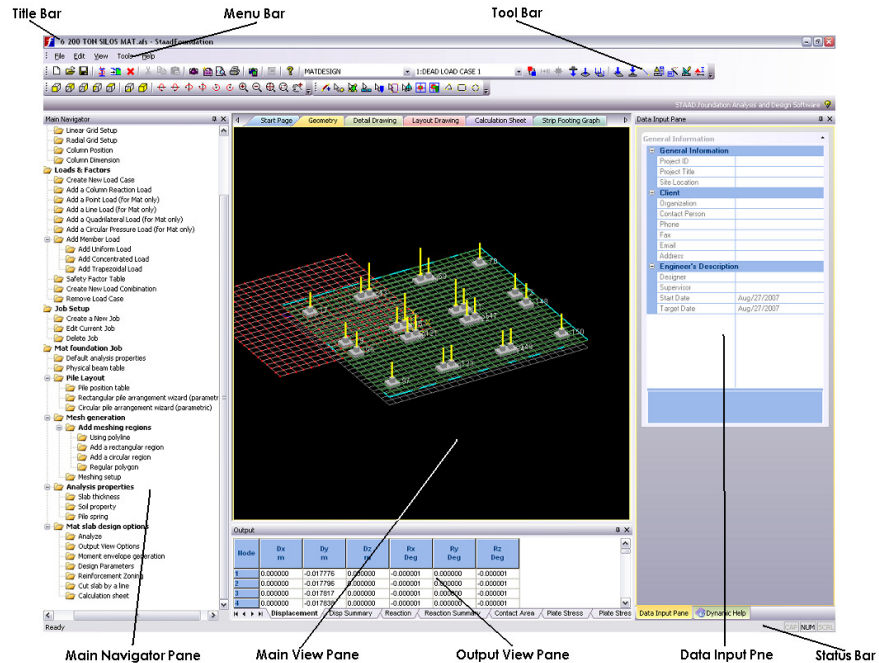 Title Bar
Menu Bar
Tool Bar
6 200 TON SILOS MAT.afs - StaadFoundation
File Edit View Tools Help
MATDESIGN
1:DEAD LOAD CASE 1
STAAD.foundation Analysis and Design Software
Main Navigator
Linear Grid Setup
Radial Grid Setup
Column Position
Column Dimension
Loads & Factors
Create New Load Case
Add a Column Reaction Load
Add a Point Load (for Mat only)
Add a Line Load (for Mat only)
Add a Quadrilateral Load (for Mat only)
Add a Circular Pressure Load (for Mat only)
Add Member Load
Add Uniform Load
Add Concentrated Load
Add Trapezoidal Load
Safety Factor Table
Create New Load Combination
Remove Load Case
Job Setup
Create a New Job
Edit Current Job
Delete Job
Mat foundation Job
Default analysis properties
Physical beam table
Pile Layout
Pile position table
Rectangular pile arrangement wizard (parametr
Circular pile arrangement wizard (parametric)
Mesh generation
Add meshing regions
Using polyline
Add a rectangular region
Add a circular region
Regular polygon
Meshing setup
Analysis properties
Slab thickness
Soil property
Pile spring
Mat slab design options
Analyze
Output View Options
Moment envelope generation
Design Parameters
Reinforcement Zoning
Cut slab by a line
Calculation sheet
Start Page Geometry Detail Drawing Layout Drawing Calculation Sheet Strip Footing Graph
Data Input Pane
General Information
General Information
Project ID
Project Title
Site Location
Client
Organization
Contact Person
Phone
Fax
Email
Address
Engineer's Description
Designer
Supervisor
Start Date Aug/27/2007
Target Date Aug/27/2007
Output
Node Dx m Dy m Dz m Rx Deg Ry Deg Rz Deg
1 0.000000 -0.017776 0.000000 -0.000001 0.000000 -0.000001
2 0.000000 -0.017796 0.000000 -0.000001 0.000000 -0.000001
3 0.000000 -0.017817 0.000000 -0.000001 0.000000 -0.000001
4 0.000000 0.000000 -0.000001 0.000000 -0.000001
Displacement Disp Summary Reaction Reaction Summary Contact Area Plate Stress Plate Stres
Data Input Pane Dynamic Help
Ready
CAP NUM SCRL
Main Navigator Pane
Main View Pane
Output View Pane
Data Input Pne
Status Bar